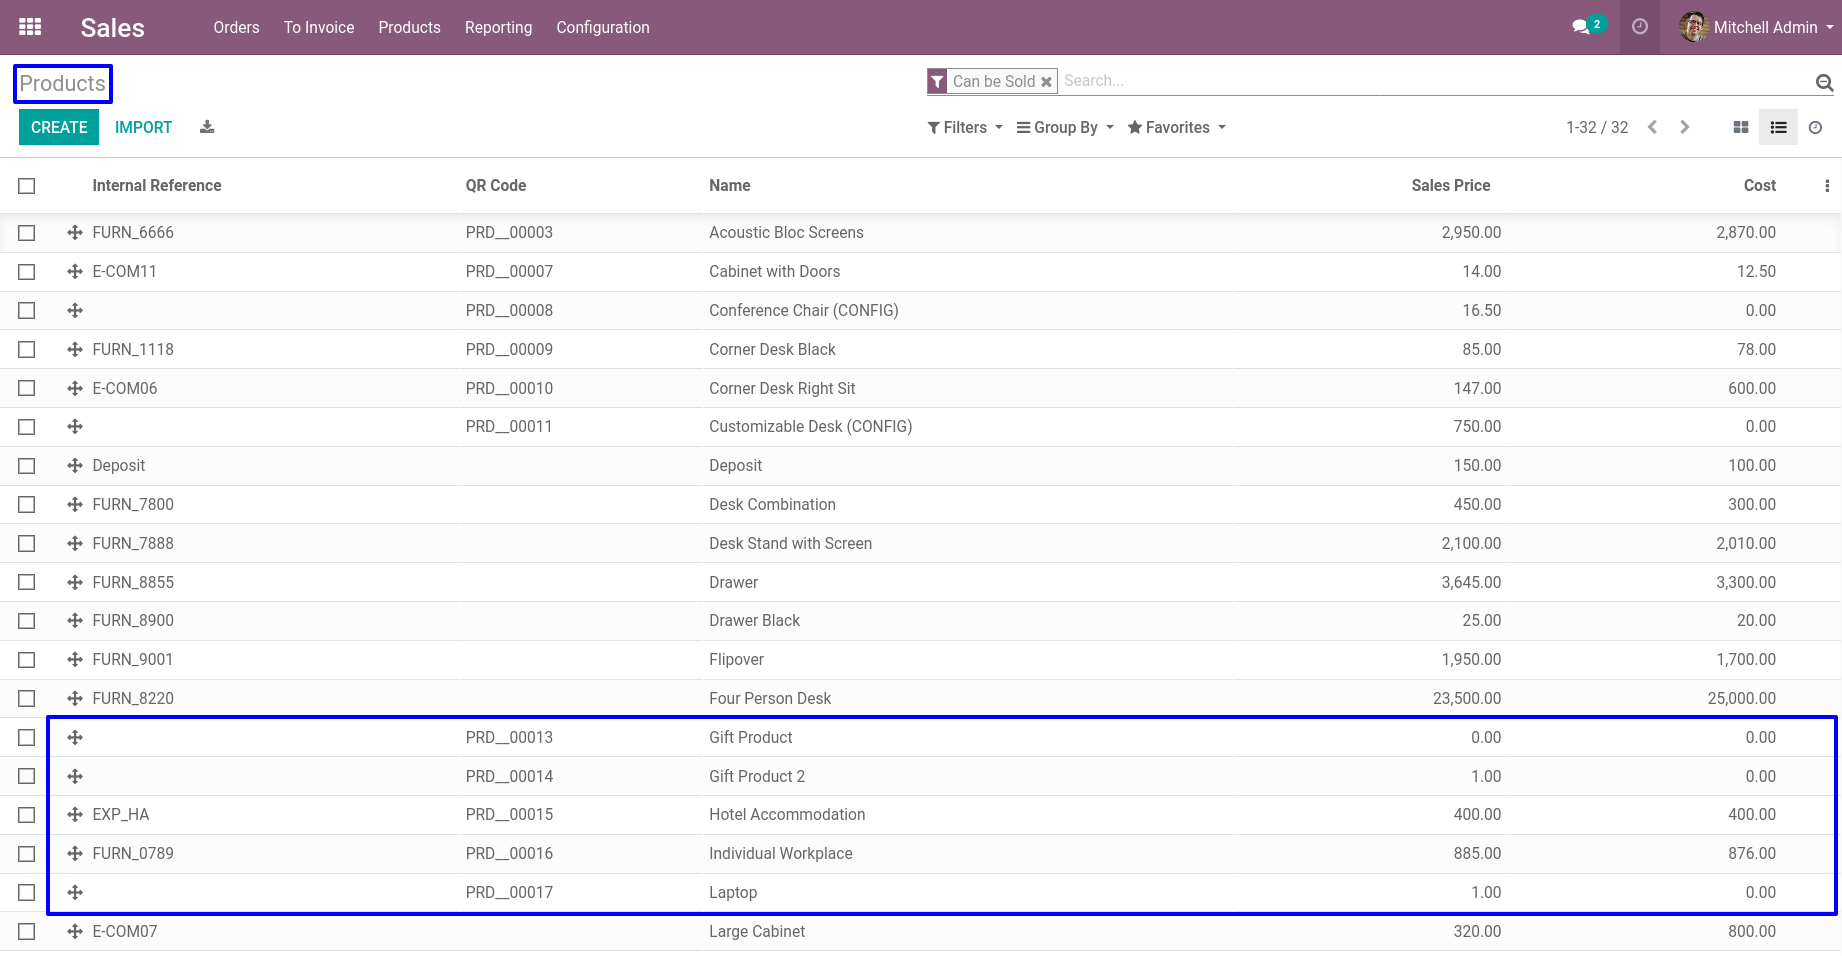 Sales Orders To Invoice Products Reporting Configuration 2 Mitchell Admin
Products Can be Sold Search...
CREATE IMPORT Filters Group By Favorites 1-32 / 32
Internal Reference QR Code Name Sales Price Cost
FURN_6666 PRD__00003 Acoustic Bloc Screens 2,950.00 2,870.00
E-COM11 PRD__00007 Cabinet with Doors 14.00 12.50
PRD__00008 Conference Chair (CONFIG) 16.50 0.00
FURN_1118 PRD__00009 Corner Desk Black 85.00 78.00
E-COM06 PRD__00010 Corner Desk Right Sit 147.00 600.00
PRD__00011 Customizable Desk (CONFIG) 750.00 0.00
Deposit Deposit 150.00 100.00
FURN_7800 Desk Combination 450.00 300.00
FURN_7888 Desk Stand with Screen 2,100.00 2,010.00
FURN_8855 Drawer 3,645.00 3,300.00
FURN_8900 Drawer Black 25.00 20.00
FURN_9001 Flipover 1,950.00 1,700.00
FURN_8220 Four Person Desk 23,500.00 25,000.00
PRD__00013 Gift Product 0.00 0.00
PRD__00014 Gift Product 2 1.00 0.00
EXP_HA PRD__00015 Hotel Accommodation 400.00 400.00
FURN_0789 PRD__00016 Individual Workplace 885.00 876.00
PRD__00017 Laptop 1.00 0.00
E-COM07 Large Cabinet 320.00 800.00